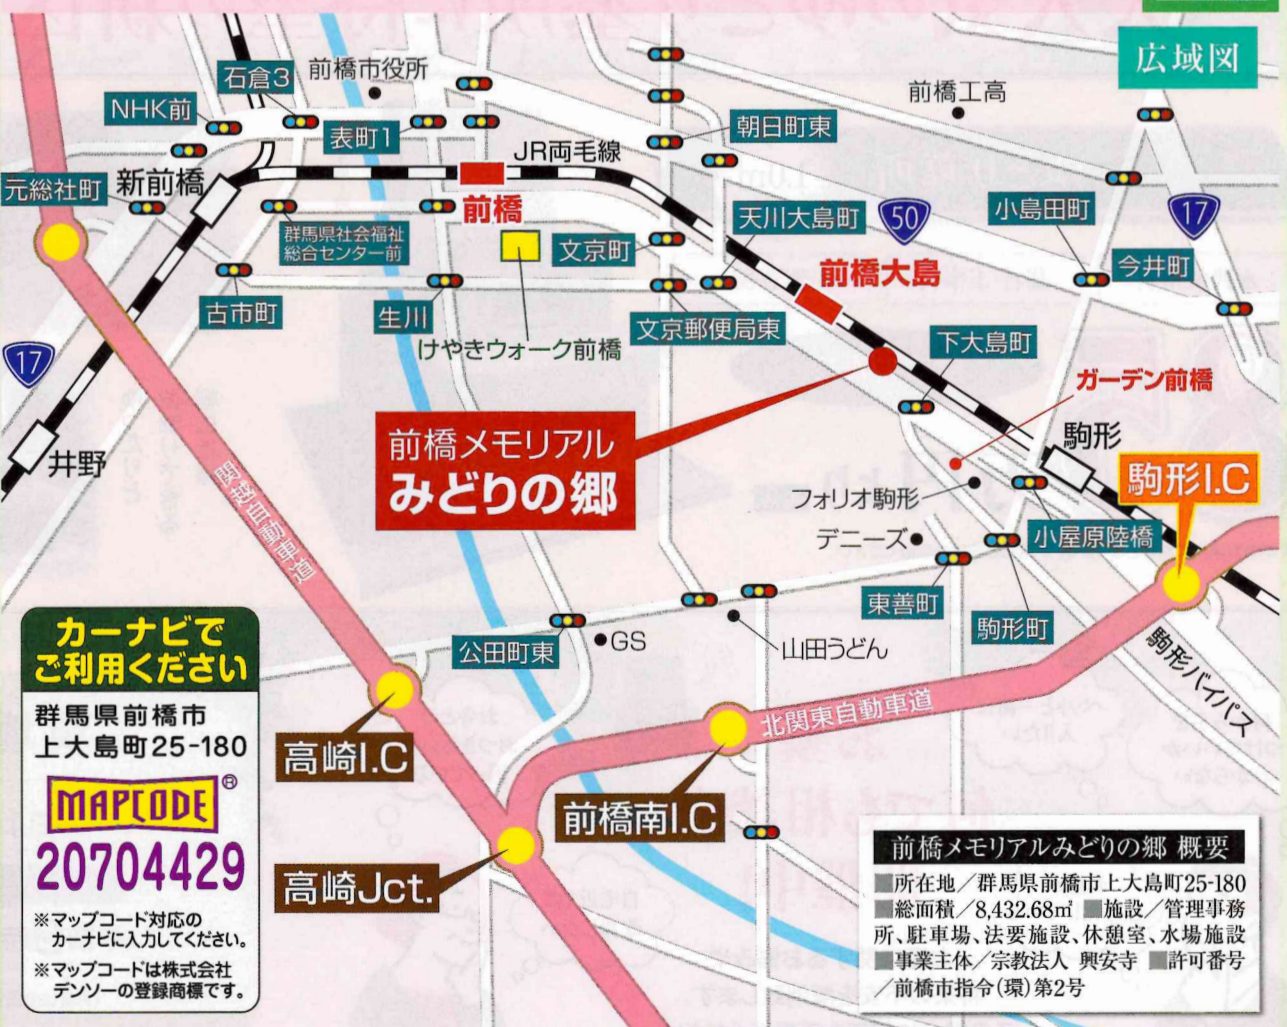 広域図
石倉3
前橋市役所
NHK前
表町1
JR両毛線
朝日町東
前橋工高
元総社町
新前橋
前橋
群馬県社会福祉
総合センター前
文京町
天川大島町
50
小島田町
17
今井町
前橋大島
古市町
生川
けやきウォーク前橋
文京郵便局東
下大島町
17
ガーデン前橋
前橋メモリアル
みどりの郷
井野
駒形
駒形I.C
関越自動車道
フォリオ駒形
デニーズ
小屋原陸橋
東善町
駒形町
公田町東
GS
山田うどん
駒形バイパス
北関東自動車道
高崎I.C
前橋南I.C
高崎Jct.
カーナビで
ご利用ください
群馬県前橋市
上大島町25-180
MAPCODE®
20704429
※マップコード対応の
カーナビに入力してください。
※マップコードは株式会社
デンソーの登録商標です。
前橋メモリアルみどりの郷 概要
■所在地／群馬県前橋市上大島町25-180
■総面積／8,432.68㎡ ■施設／管理事務
所、駐車場、法要施設、休憩室、水場施設
■事業主体／宗教法人 興安寺 ■許可番号
／前橋市指令(環)第2号